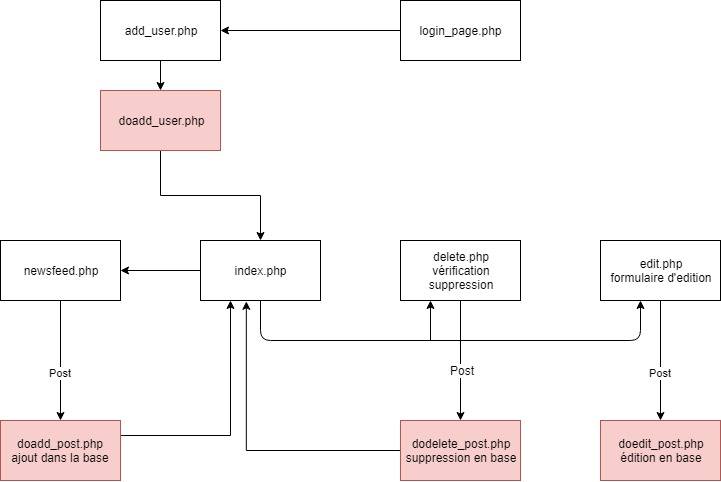 add_user.php
login_page.php
doadd_user.php
newsfeed.php
index.php
delete.php
vérification
suppression
edit.php
formulaire d'edition
Post
Post
Post
doadd_post.php
ajout dans la base
dodelete_post.php
suppression en base
doedit_post.php
édition en base